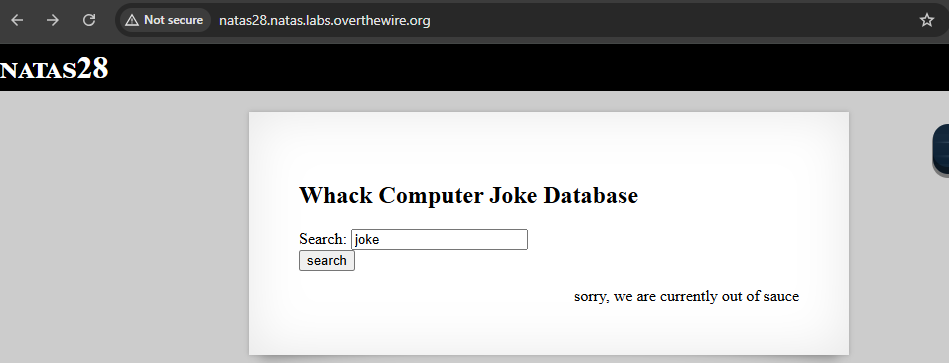 Not secure natas28.natas.labs.overthewire.org
NATAS28
Whack Computer Joke Database
Search: joke
search
sorry, we are currently out of sauce